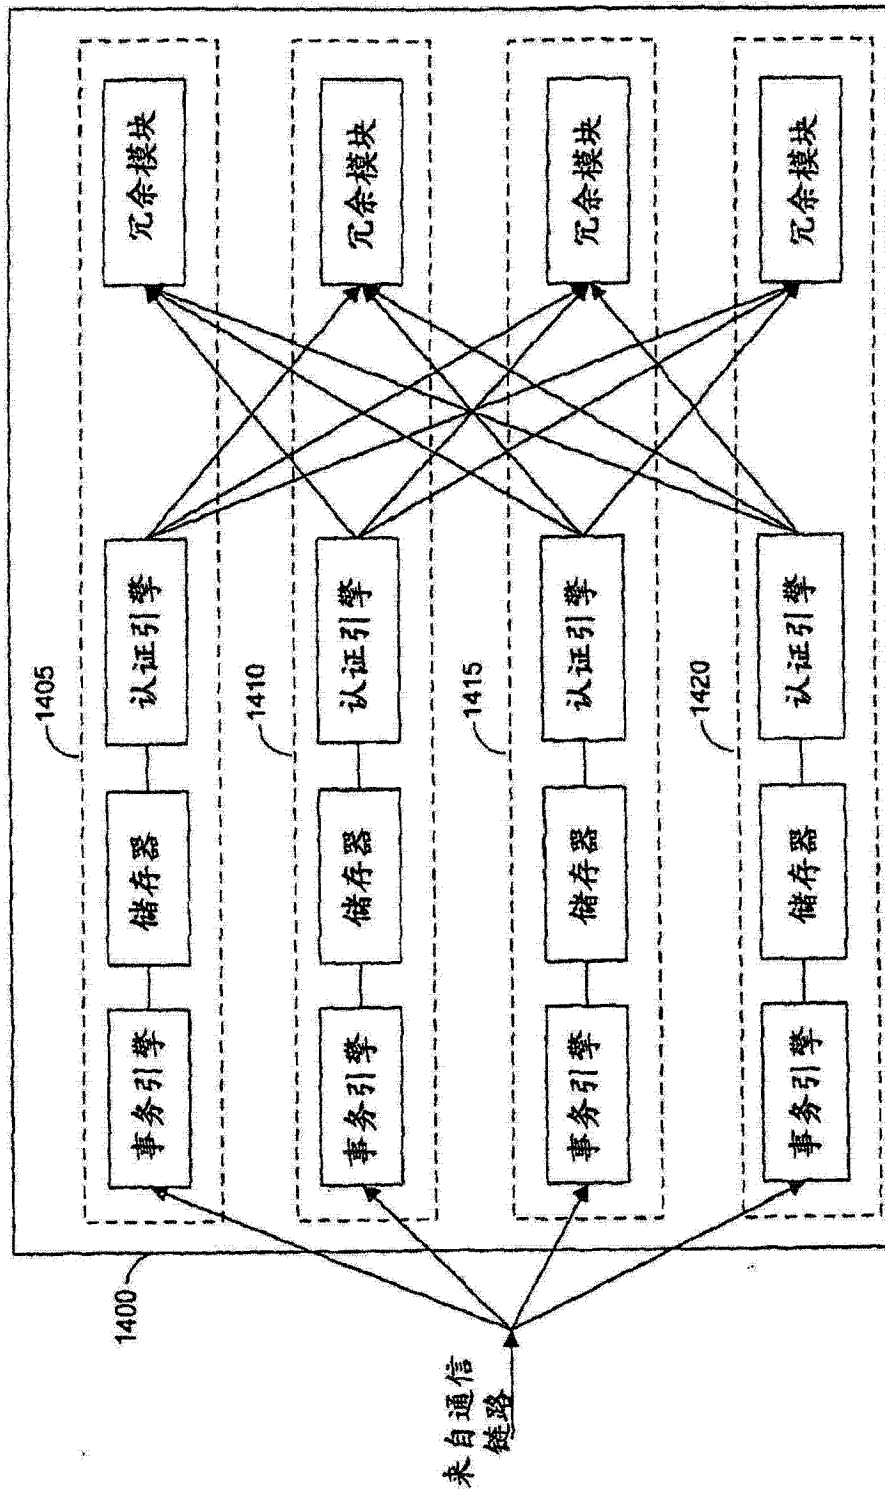 来自通信
链路
1400
1405
事务引擎
储存器
认证引擎
冗余模块
1410
事务引擎
储存器
认证引擎
冗余模块
1415
事务引擎
储存器
认证引擎
冗余模块
1420
事务引擎
储存器
认证引擎
冗余模块